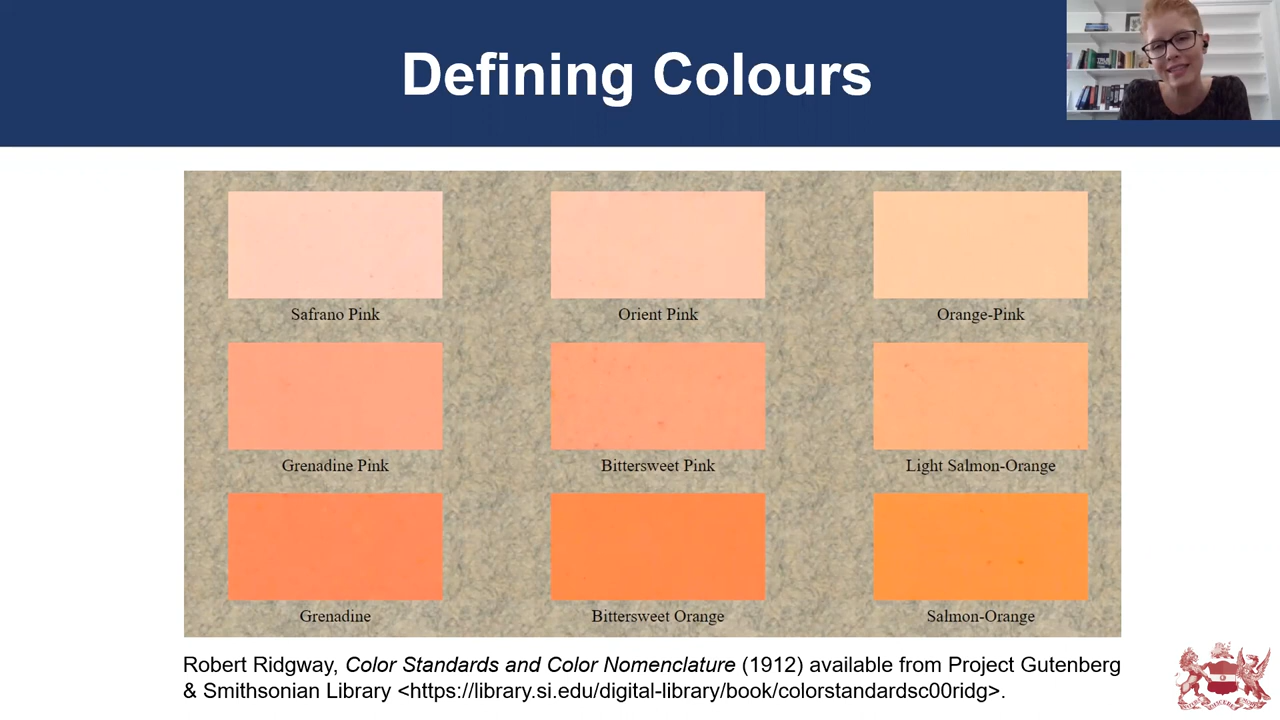 Defining Colours
Safrano Pink
Orient Pink
Orange-Pink
Grenadine Pink
Bittersweet Pink
Light Salmon-Orange
Grenadine
Bittersweet Orange
Salmon-Orange
Robert Ridgway, Color Standards and Color Nomenclature (1912) available from Project Gutenberg
& Smithsonian Library <https://library.si.edu/digital-library/book/colorstandardsc00ridg>.